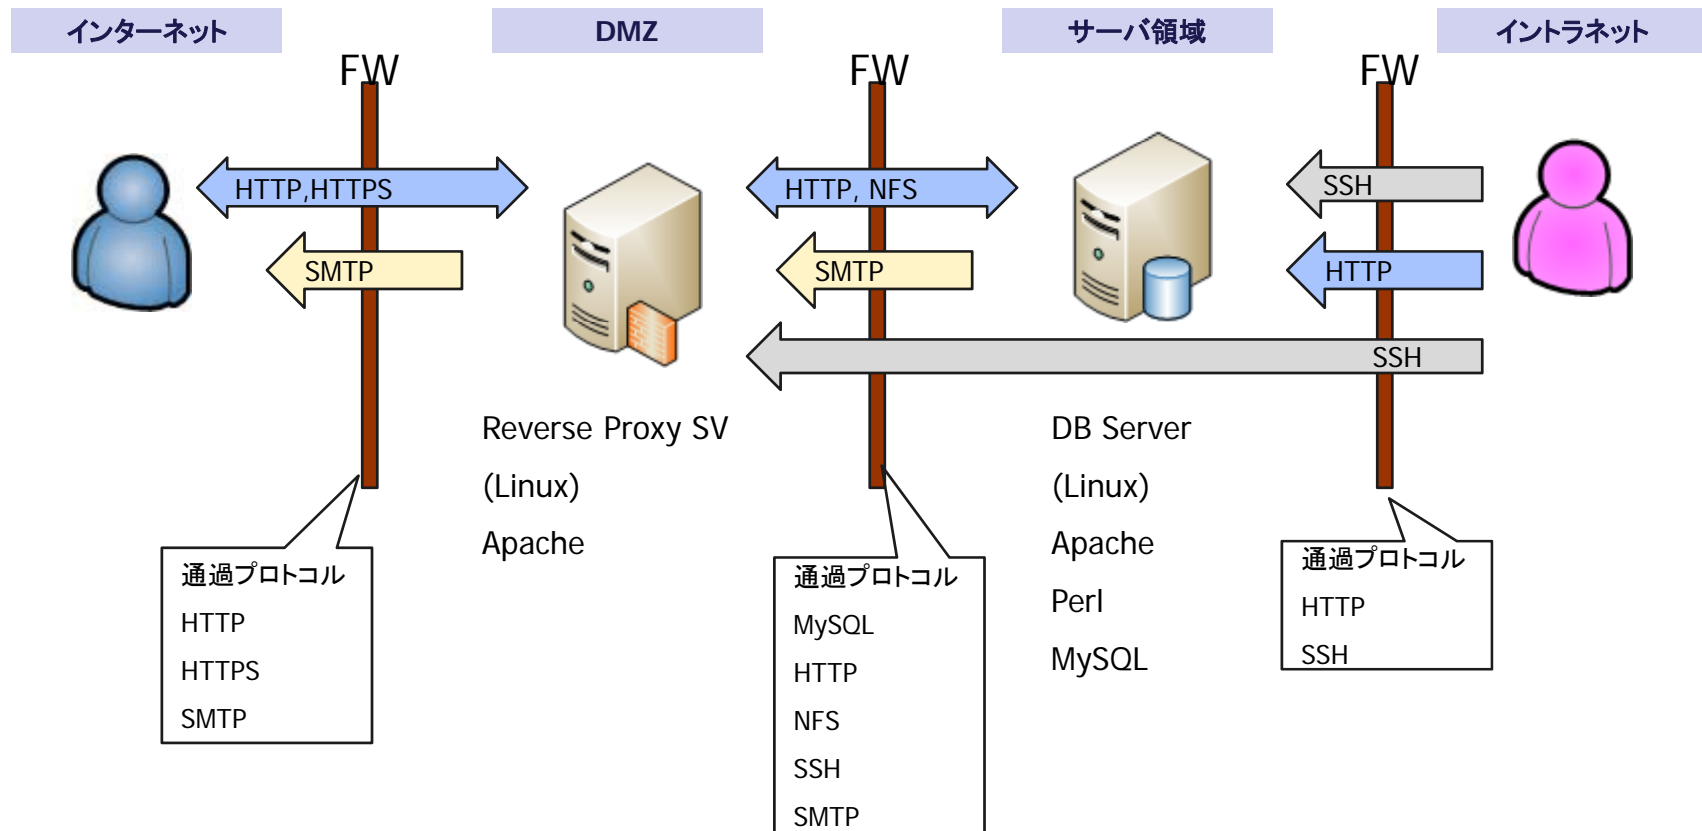 インターネット
DMZ
サーバ領域
イントラネット
FW
FW
FW
HTTP,HTTPS
HTTP, NFS
SSH
SMTP
SMTP
HTTP
SSH
Reverse Proxy SV
(Linux)
Apache
DB Server
(Linux)
Apache
Perl
MySQL
通過プロトコル
HTTP
HTTPS
SMTP
通過プロトコル
MySQL
HTTP
NFS
SSH
SMTP
通過プロトコル
HTTP
SSH